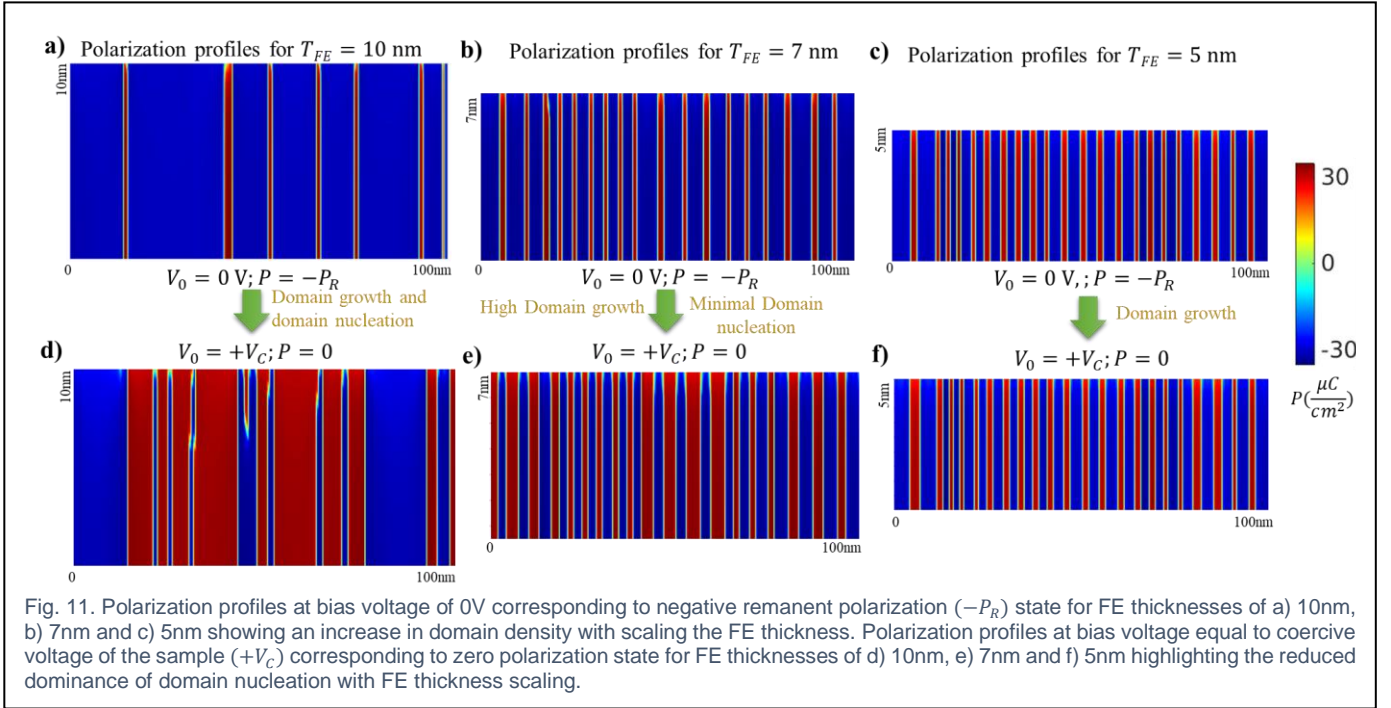 a) Polarization profiles for T_FE = 10 nm
10nm
0
100nm
V_0 = 0 V; P = −P_R
Domain growth and
domain nucleation
b) Polarization profiles for T_FE = 7 nm
7nm
0
100nm
V_0 = 0 V; P = −P_R
High Domain growth
Minimal Domain
nucleation
c) Polarization profiles for T_FE = 5 nm
5nm
0
100nm
V_0 = 0 V,; P = −P_R
Domain growth
30
0
-30
P(μC/cm²)
d) V_0 = +V_C; P = 0
10nm
0
100nm
e) V_0 = +V_C; P = 0
7nm
0
100nm
f) V_0 = +V_C; P = 0
5nm
0
100nm
Fig. 11. Polarization profiles at bias voltage of 0V corresponding to negative remanent polarization (−P_R) state for FE thicknesses of a) 10nm,
b) 7nm and c) 5nm showing an increase in domain density with scaling the FE thickness. Polarization profiles at bias voltage equal to coercive
voltage of the sample (+V_C) corresponding to zero polarization state for FE thicknesses of d) 10nm, e) 7nm and f) 5nm highlighting the reduced
dominance of domain nucleation with FE thickness scaling.